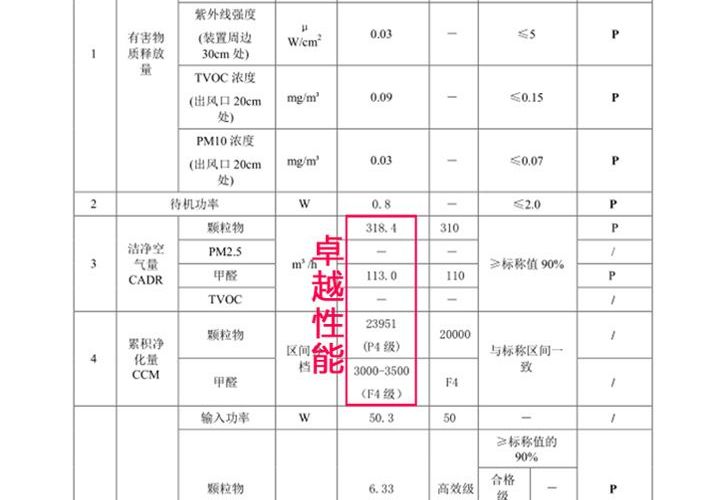 紫外线强度
(装置周边
30cm 处)
μ
W/cm²
0.03
—
≤5
P
1
有害物
质释放
量
TVOC 浓度
(出风口 20cm
处)
mg/m³
0.09
—
≤0.15
P
PM10 浓度
(出风口 20cm
处)
mg/m³
0.03
—
≤0.07
P
2
待机功率
W
0.8
—
≤2.0
P
3
洁净空
气量
CADR
颗粒物
m³/h
318.4
310
≥标称值 90%
P
PM2.5
—
—
/
甲醛
113.0
110
P
TVOC
—
—
/
卓越性能
4
累积净
化量
CCM
颗粒物
区间
档
23951
(P4 级)
20000
与标称区间一
致
/
甲醛
3000-3500
(F4 级)
F4
/
输入功率
W
50.3
50
—
/
颗粒物
6.33
高效级
≥标称值的
90%
合格
级
—
P